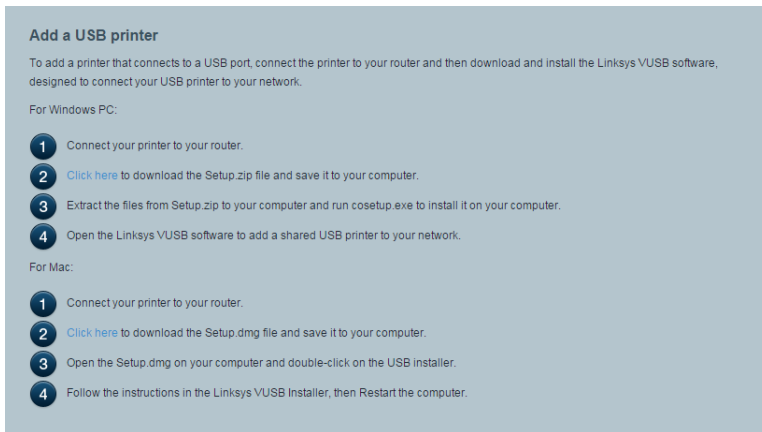 Add a USB printer
To add a printer that connects to a USB port, connect the printer to your router and then download and install the Linksys VUSB software,
designed to connect your USB printer to your network.
For Windows PC:
1 Connect your printer to your router.
2 Click here to download the Setup.zip file and save it to your computer.
3 Extract the files from Setup.zip to your computer and run cosetup.exe to install it on your computer.
4 Open the Linksys VUSB software to add a shared USB printer to your network.
For Mac:
1 Connect your printer to your router.
2 Click here to download the Setup.dmg file and save it to your computer.
3 Open the Setup.dmg on your computer and double-click on the USB installer.
4 Follow the instructions in the Linksys VUSB Installer, then Restart the computer.